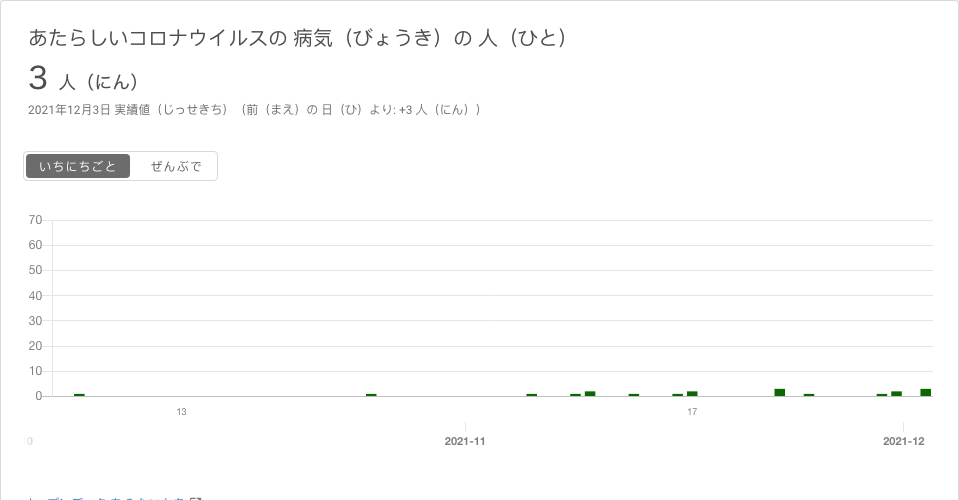 あたらしいコロナウイルスの 病気（びょうき）の 人（ひと）
3 人（にん）
2021年12月3日 実績値（じっせきち）（前（まえ）の 日（ひ）より: +3 人（にん））
いちにちごと ぜんぶで
70
60
50
40
30
20
10
0
13 17
0 2021-11 2021-12